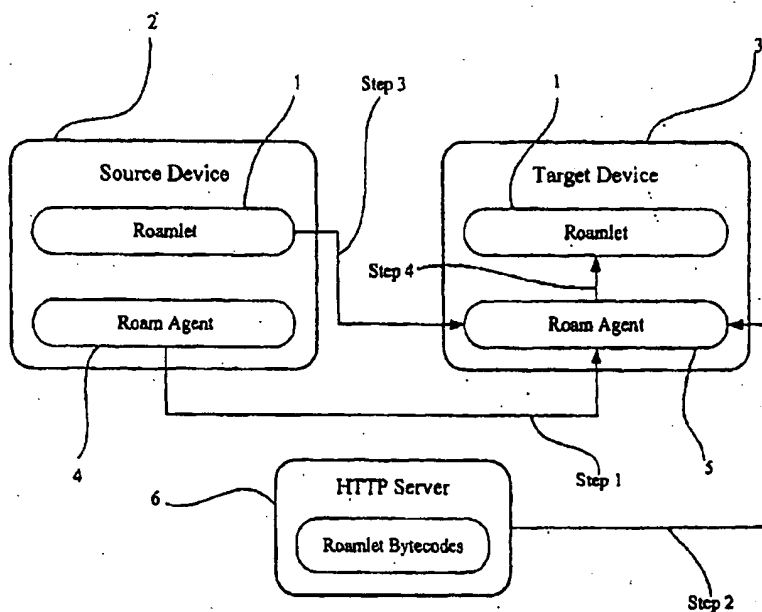 2
1
Step 3
1
3
Source Device
Target Device
Roamlet
Roamlet
Step 4
Roam Agent
Roam Agent
4
Step 1
5
6
HTTP Server
Roamlet Bytecodes
Step 2